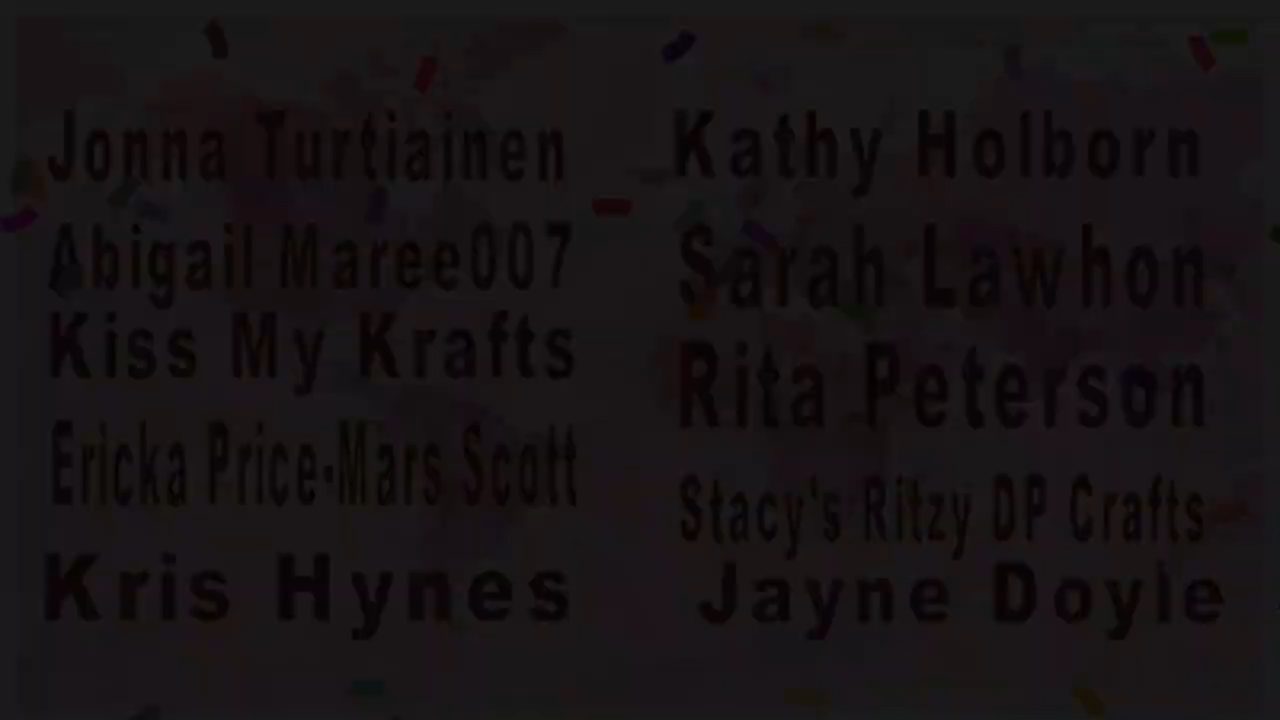 Jonna Turtiainen
Abigail Maree007
Kiss My Krafts
Ericka Price-Mars Scott
Kris Hynes
Kathy Holborn
Sarah Lawhon
Rita Peterson
Stacy's Ritzy DP Crafts
Jayne Doyle